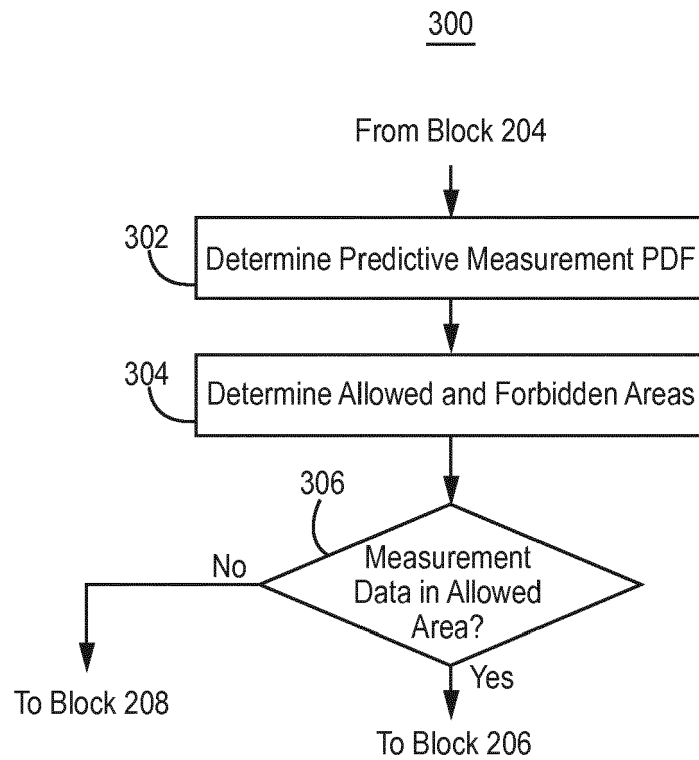 300
From Block 204
302
Determine Predictive Measurement PDF
304
Determine Allowed and Forbidden Areas
306
Measurement
Data in Allowed
Area?
No
Yes
To Block 208
To Block 206